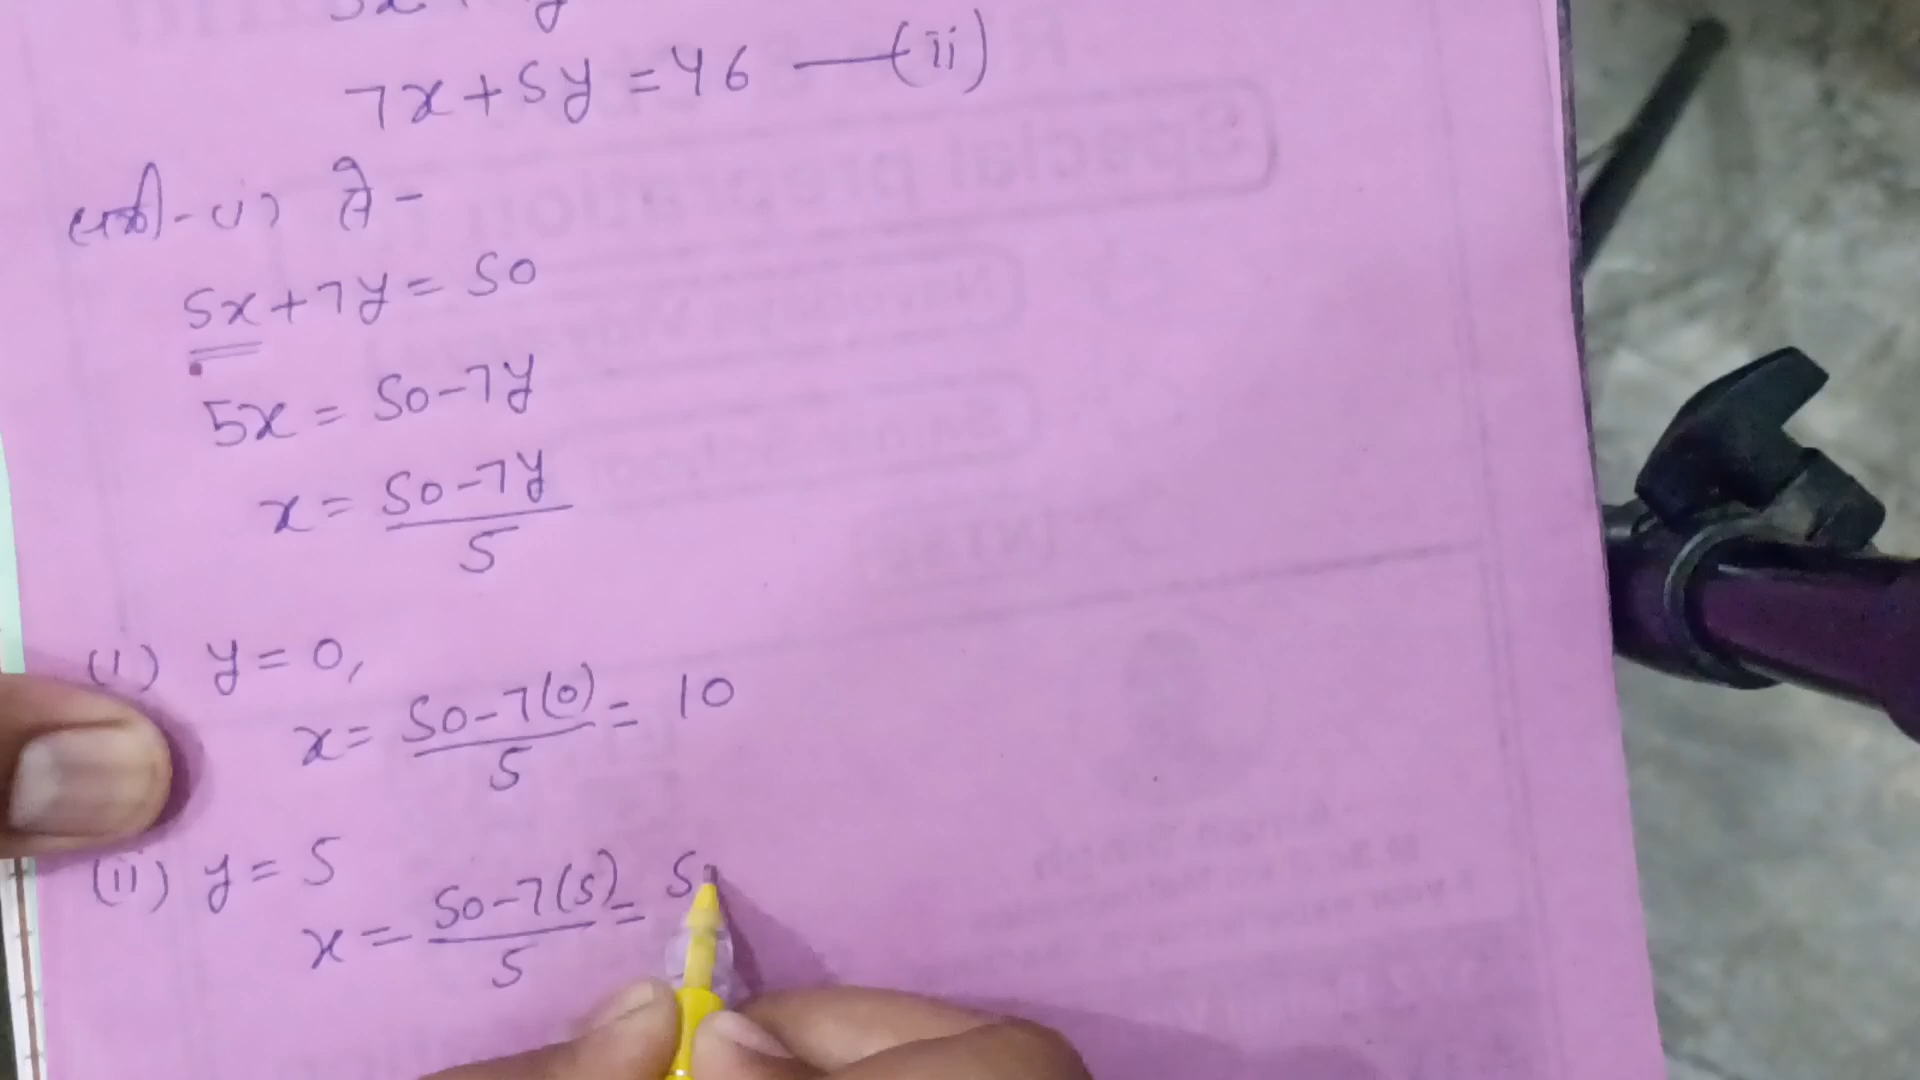 7x+5y=46 —(ii)
समी-(i) से-
5x+7y=50
5x=50-7y
x=50-7y/5
(i) y=0,
x=50-7(0)/5=10
(ii) y=5
x=50-7(5)/5=5